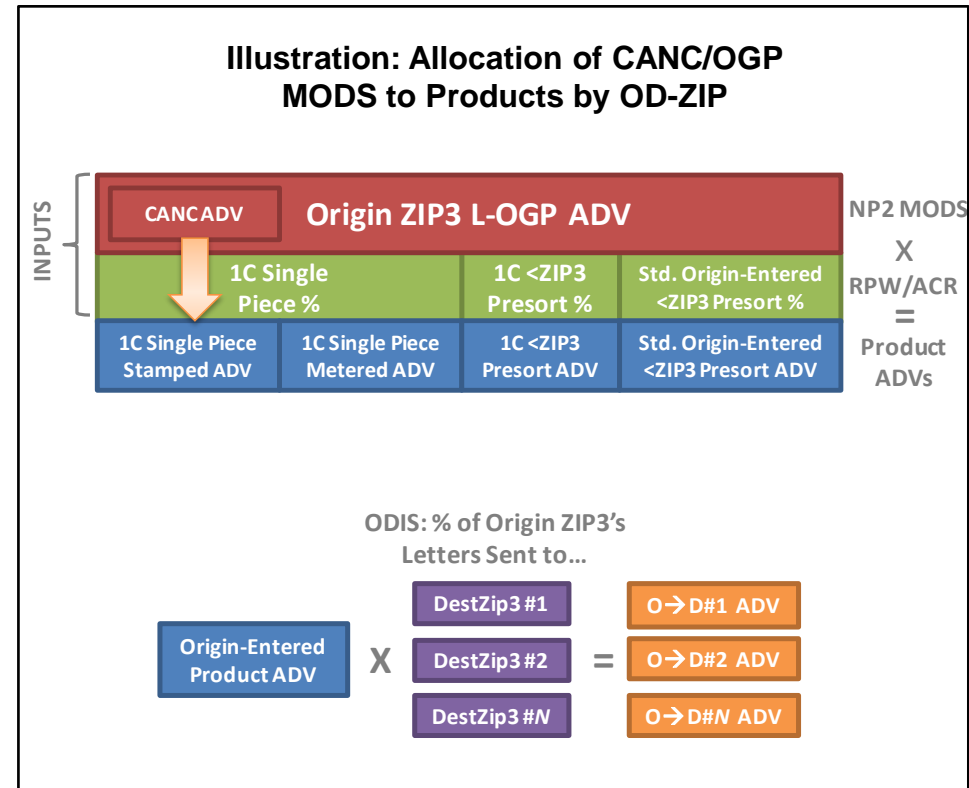 Illustration: Allocation of CANC/OGP
MODS to Products by OD-ZIP
INPUTS
CANC ADV
Origin ZIP3 L-OGP ADV
NP2 MODS
X
1C Single
Piece %
1C <ZIP3
Presort %
Std. Origin-Entered
<ZIP3 Presort %
RPW/ACR
=
1C Single Piece
Stamped ADV
1C Single Piece
Metered ADV
1C <ZIP3
Presort ADV
Std. Origin-Entered
<ZIP3 Presort ADV
Product
ADVs
ODIS: % of Origin ZIP3's
Letters Sent to…
Origin-Entered
Product ADV
X
DestZip3 #1
DestZip3 #2
DestZip3 #N
=
O→D#1 ADV
O→D#2 ADV
O→D#N ADV